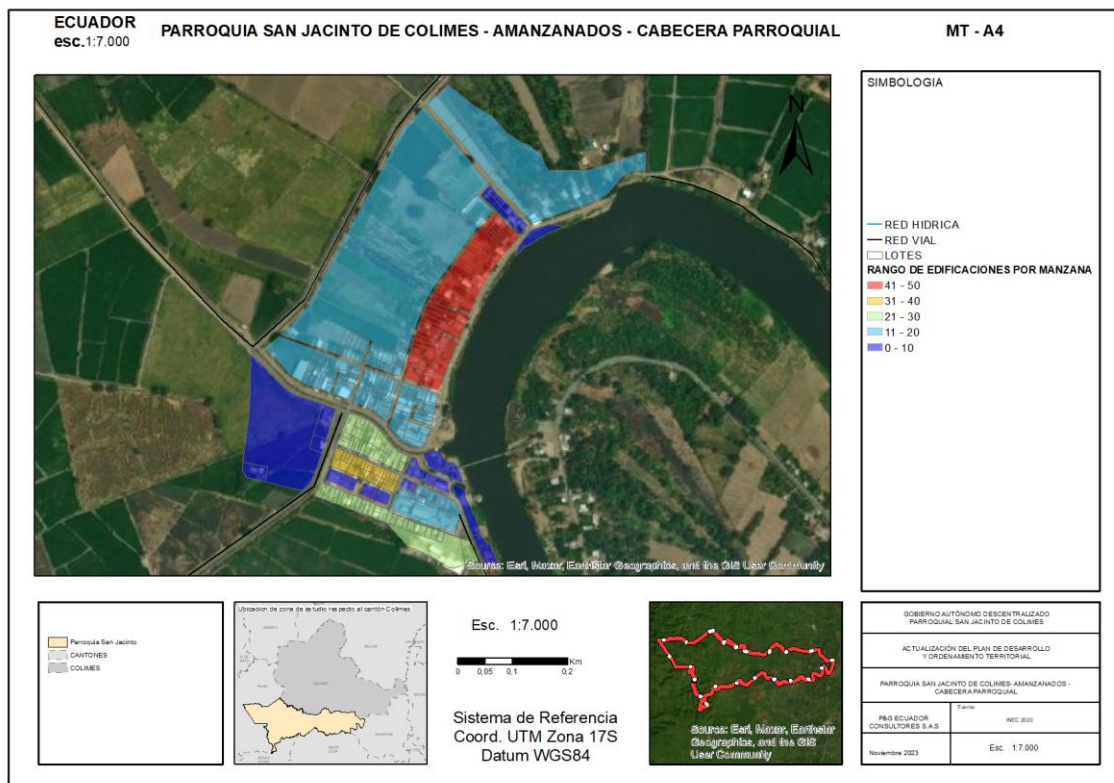 ECUADOR
esc.1:7.000
PARROQUIA SAN JACINTO DE COLIMES - AMANZANADOS - CABECERA PARROQUIAL
MT - A4
N
Source: Esri, Maxar, Earthstar Geographics, and the GIS User Community
SIMBOLOGIA
RED HIDRICA
RED VIAL
LOTES
RANGO DE EDIFICACIONES POR MANZANA
41 - 50
31 - 40
21 - 30
11 - 20
0 - 10
Parroquia San Jacinto
CANTONES
COLIMES
Ubicacion de zona de estudio respecto al cantón Colimes
Esc. 1:7.000
0 0,05 0,1 0,2
Km
Sistema de Referencia
Coord. UTM Zona 17S
Datum WGS84
Source: Esri, Maxar, Earthstar
Geographics, and the GIS
User Community
GOBIERNO AUTÓNOMO DESCENTRALIZADO
PARROQUIAL SAN JACINTO DE COLIMES
ACTUALIZACIÓN DEL PLAN DE DESARROLLO
Y ORDENAMIENTO TERRITORIAL
PARROQUIA SAN JACINTO DE COLIMES- AMANZANADOS -
CABECERA PARROQUIAL
P&G ECUADOR
CONSULTORES S.A.S
Fuente:
INEC 2020
Noviembre 2023
Esc. 1:7.000